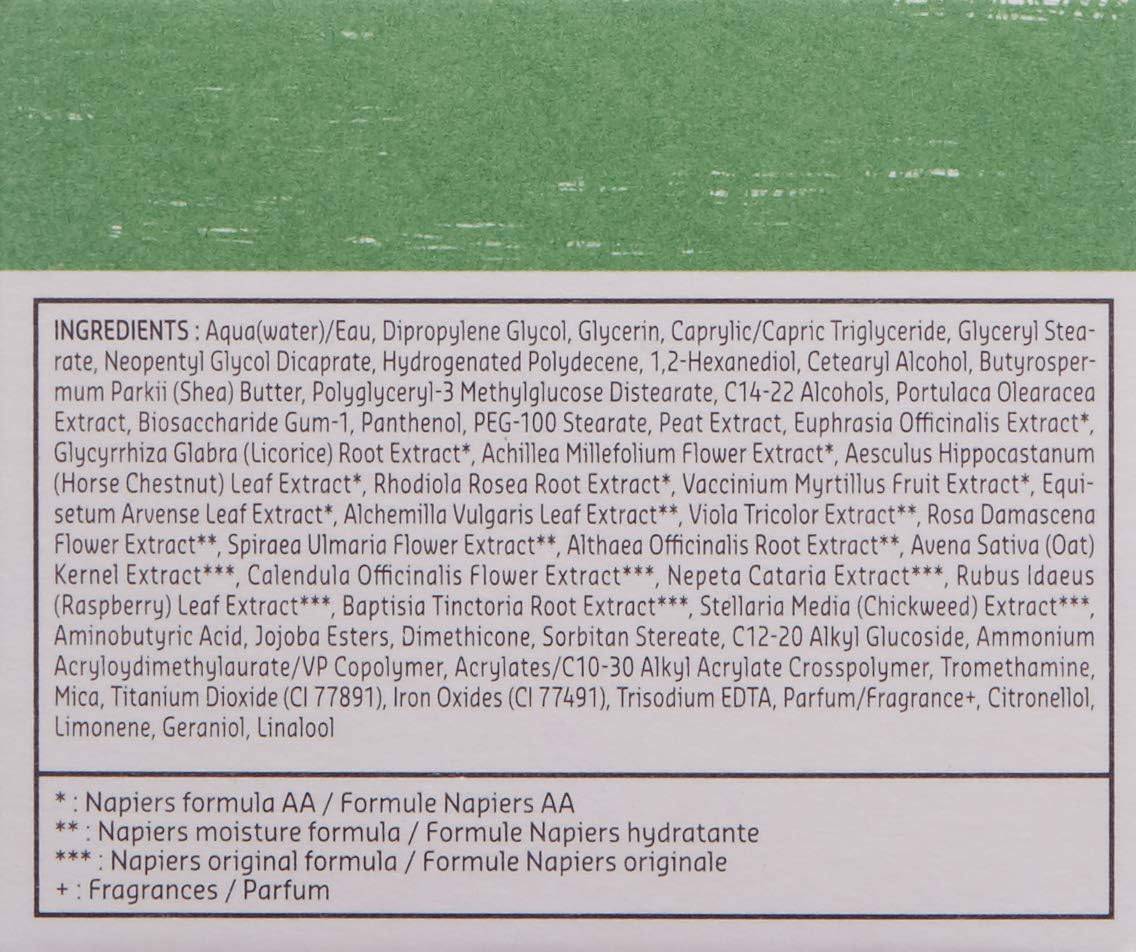 INGREDIENTS : Aqua(water)/Eau, Dipropylene Glycol, Glycerin, Caprylic/Capric Triglyceride, Glyceryl Stea-
rate, Neopentyl Glycol Dicaprate, Hydrogenated Polydecene, 1,2-Hexanediol, Cetearyl Alcohol, Butyrosper-
mum Parkii (Shea) Butter, Polyglyceryl-3 Methylglucose Distearate, C14-22 Alcohols, Portulaca Olearacea
Extract, Biosaccharide Gum-1, Panthenol, PEG-100 Stearate, Peat Extract, Euphrasia Officinalis Extract*,
Glycyrrhiza Glabra (Licorice) Root Extract*, Achillea Millefolium Flower Extract*, Aesculus Hippocastanum
(Horse Chestnut) Leaf Extract*, Rhodiola Rosea Root Extract*, Vaccinium Myrtillus Fruit Extract*, Equi-
setum Arvense Leaf Extract*, Alchemilla Vulgaris Leaf Extract**, Viola Tricolor Extract**, Rosa Damascena
Flower Extract**, Spiraea Ulmaria Flower Extract**, Althaea Officinalis Root Extract**, Avena Sativa (Oat)
Kernel Extract***, Calendula Officinalis Flower Extract***, Nepeta Cataria Extract***, Rubus Idaeus
(Raspberry) Leaf Extract***, Baptisia Tinctoria Root Extract***, Stellaria Media (Chickweed) Extract***,
Aminobutyric Acid, Jojoba Esters, Dimethicone, Sorbitan Stereate, C12-20 Alkyl Glucoside, Ammonium
Acryloydimethylaurate/VP Copolymer, Acrylates/C10-30 Alkyl Acrylate Crosspolymer, Tromethamine,
Mica, Titanium Dioxide (CI 77891), Iron Oxides (CI 77491), Trisodium EDTA, Parfum/Fragrance+, Citronellol,
Limonene, Geraniol, Linalool
* : Napiers formula AA / Formule Napiers AA
** : Napiers moisture formula / Formule Napiers hydratante
*** : Napiers original formula / Formule Napiers originale
+ : Fragrances / Parfum